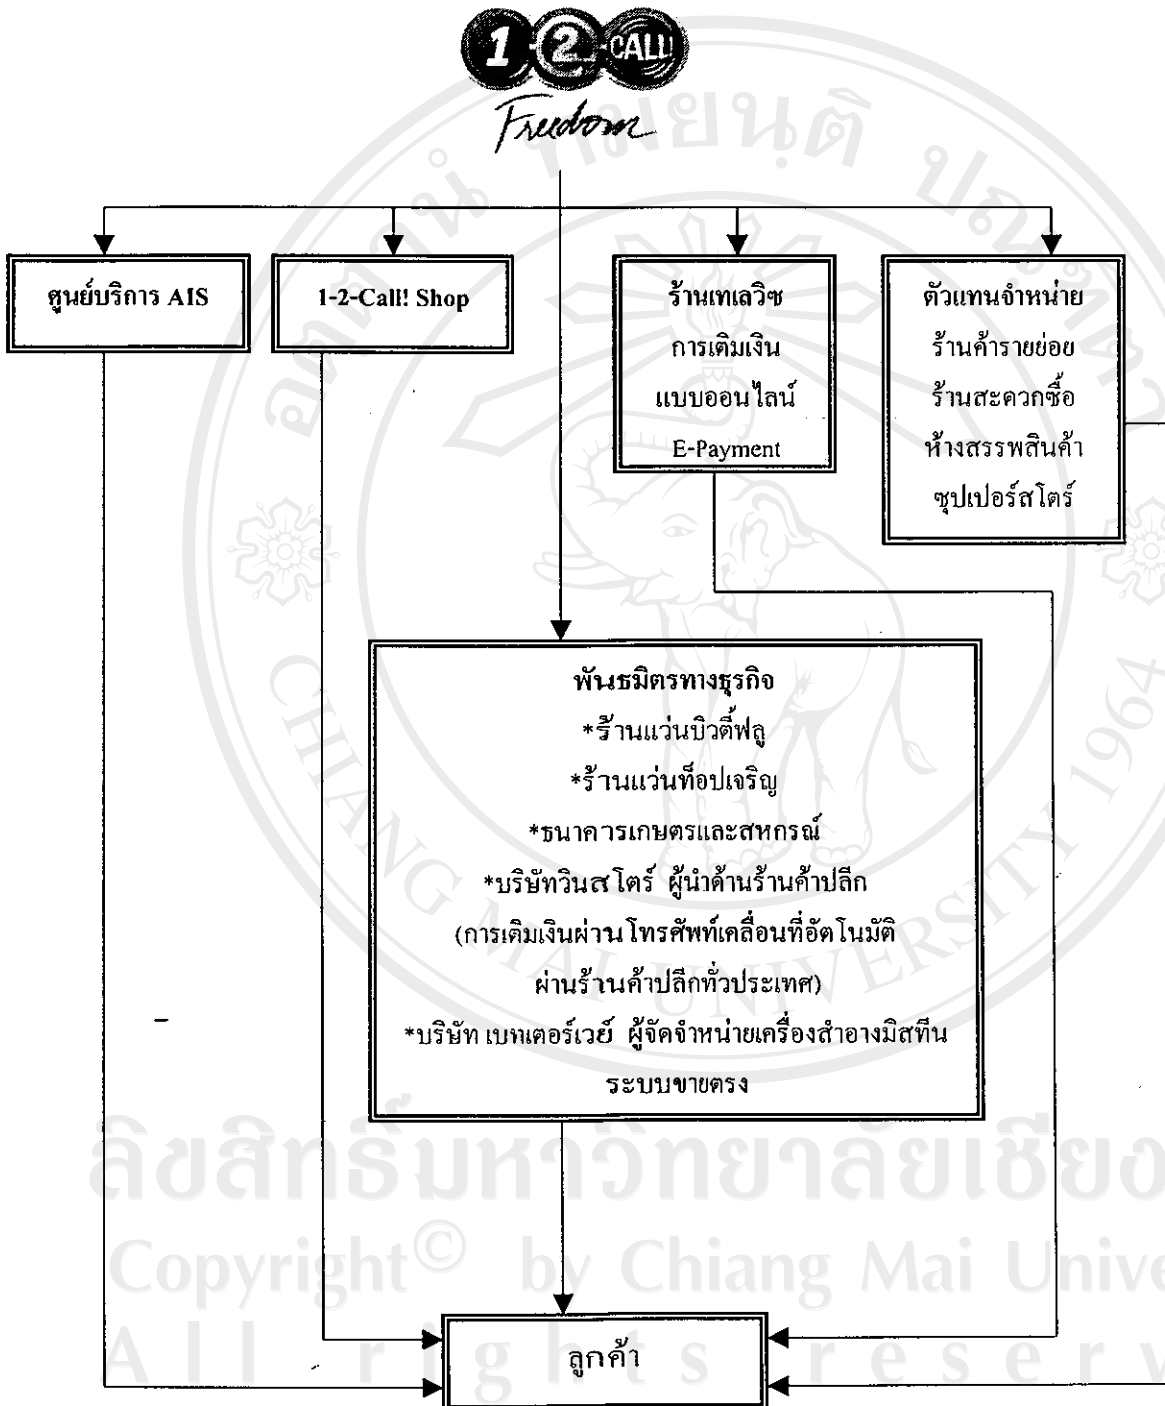 1 2 CALL!
Freedom
ศูนย์บริการ AIS
1-2-Call! Shop
ร้านเทเลวิซ
การเติมเงิน
แบบออนไลน์
E-Payment
ตัวแทนจำหน่าย
ร้านค้ารายย่อย
ร้านสะดวกซื้อ
ห้างสรรพสินค้า
ซุปเปอร์สโตร์
พันธมิตรทางธุรกิจ
*ร้านแว่นบิวตี้ฟลู
*ร้านแว่นท็อปเจริญ
*ธนาคารเกษตรและสหกรณ์
*บริษัทวินสโตร์ ผู้นำด้านร้านค้าปลีก
(การเติมเงินผ่านโทรศัพท์เคลื่อนที่อัตโนมัติ
ผ่านร้านค้าปลีกทั่วประเทศ)
*บริษัท เบทเตอร์เวย์ ผู้จัดจำหน่ายเครื่องสำอางมิสทีน
ระบบขายตรง
ลูกค้า
CHIANG MAI UNIVERSITY 1964
ลิขสิทธิ์มหาวิทยาลัยเชียง
Copyright© by Chiang Mai Unive
All rights reserv